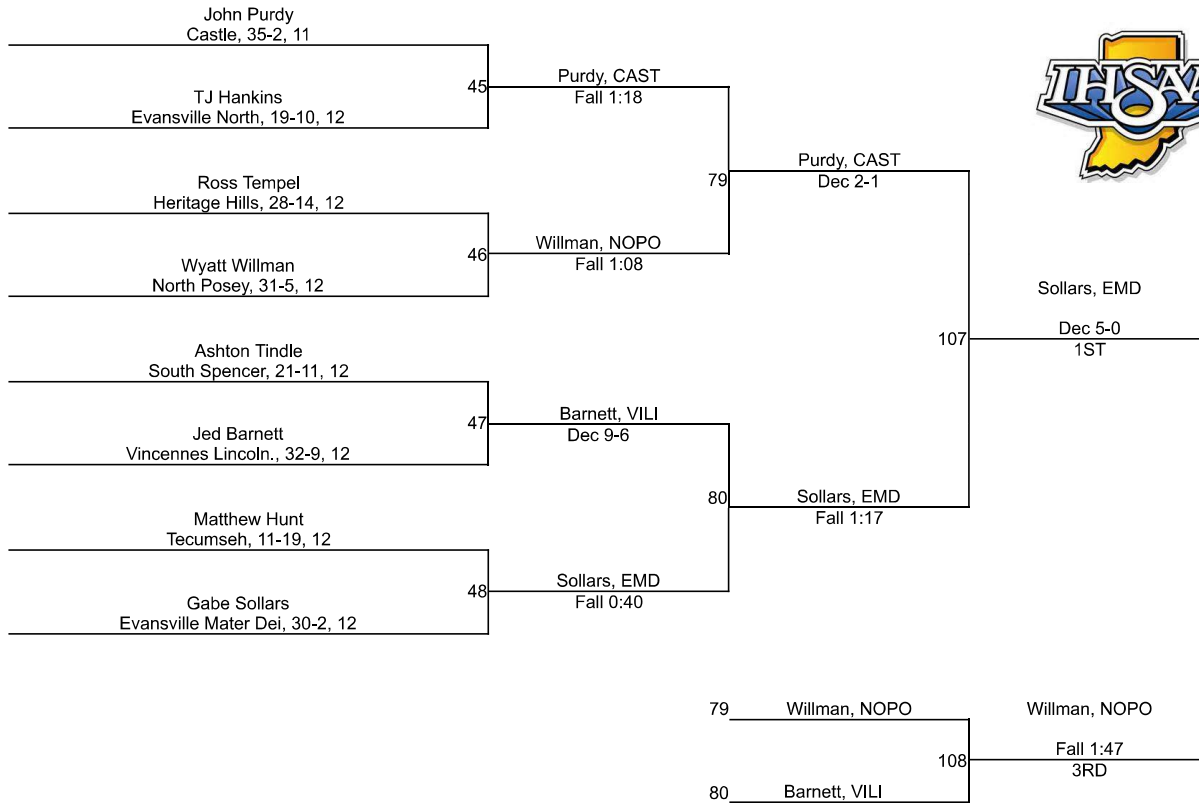 John Purdy
Castle, 35-2, 11
45
TJ Hankins
Evansville North, 19-10, 12
Purdy, CAST
Fall 1:18
79
Ross Tempel
Heritage Hills, 28-14, 12
46
Wyatt Willman
North Posey, 31-5, 12
Willman, NOPO
Fall 1:08
Purdy, CAST
Dec 2-1
IHSAA
107
Sollars, EMD
Dec 5-0
1ST
Ashton Tindle
South Spencer, 21-11, 12
47
Jed Barnett
Vincennes Lincoln., 32-9, 12
Barnett, VILI
Dec 9-6
80
Sollars, EMD
Fall 1:17
Matthew Hunt
Tecumseh, 11-19, 12
48
Gabe Sollars
Evansville Mater Dei, 30-2, 12
Sollars, EMD
Fall 0:40
79 Willman, NOPO
108
80 Barnett, VILI
Willman, NOPO
Fall 1:47
3RD